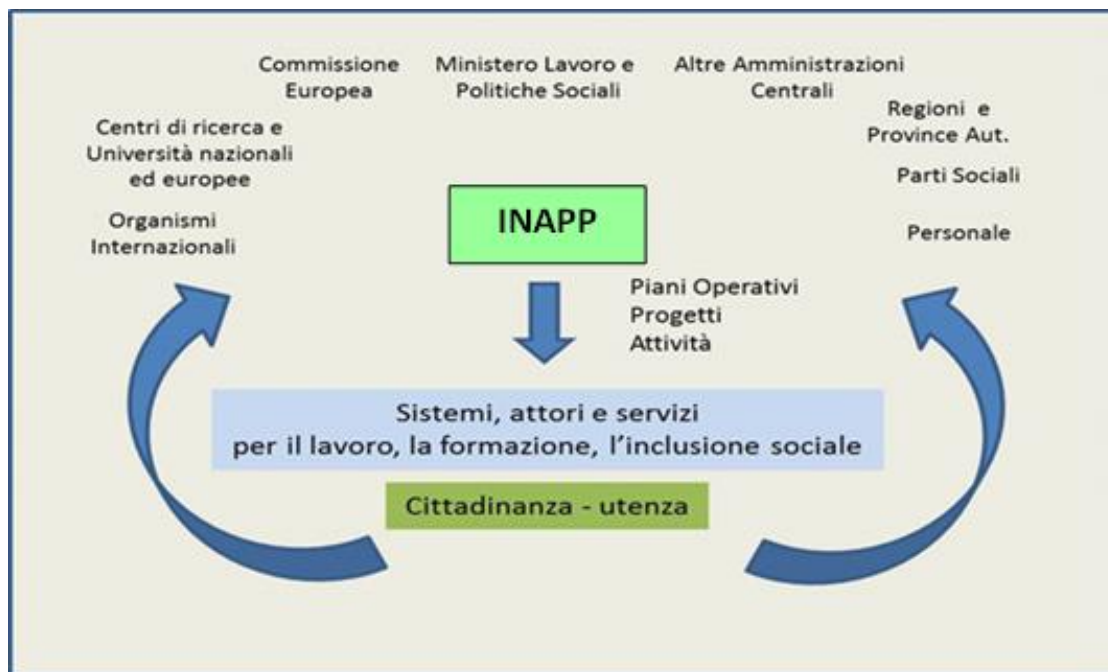 Commissione
Europea
Ministero Lavoro e
Politiche Sociali
Altre Amministrazioni
Centrali
Regioni e
Province Aut.
Centri di ricerca e
Università nazionali
ed europee
Parti Sociali
Organismi
Internazionali
Personale
INAPP
Piani Operativi
Progetti
Attività
Sistemi, attori e servizi
per il lavoro, la formazione, l'inclusione sociale
Cittadinanza - utenza